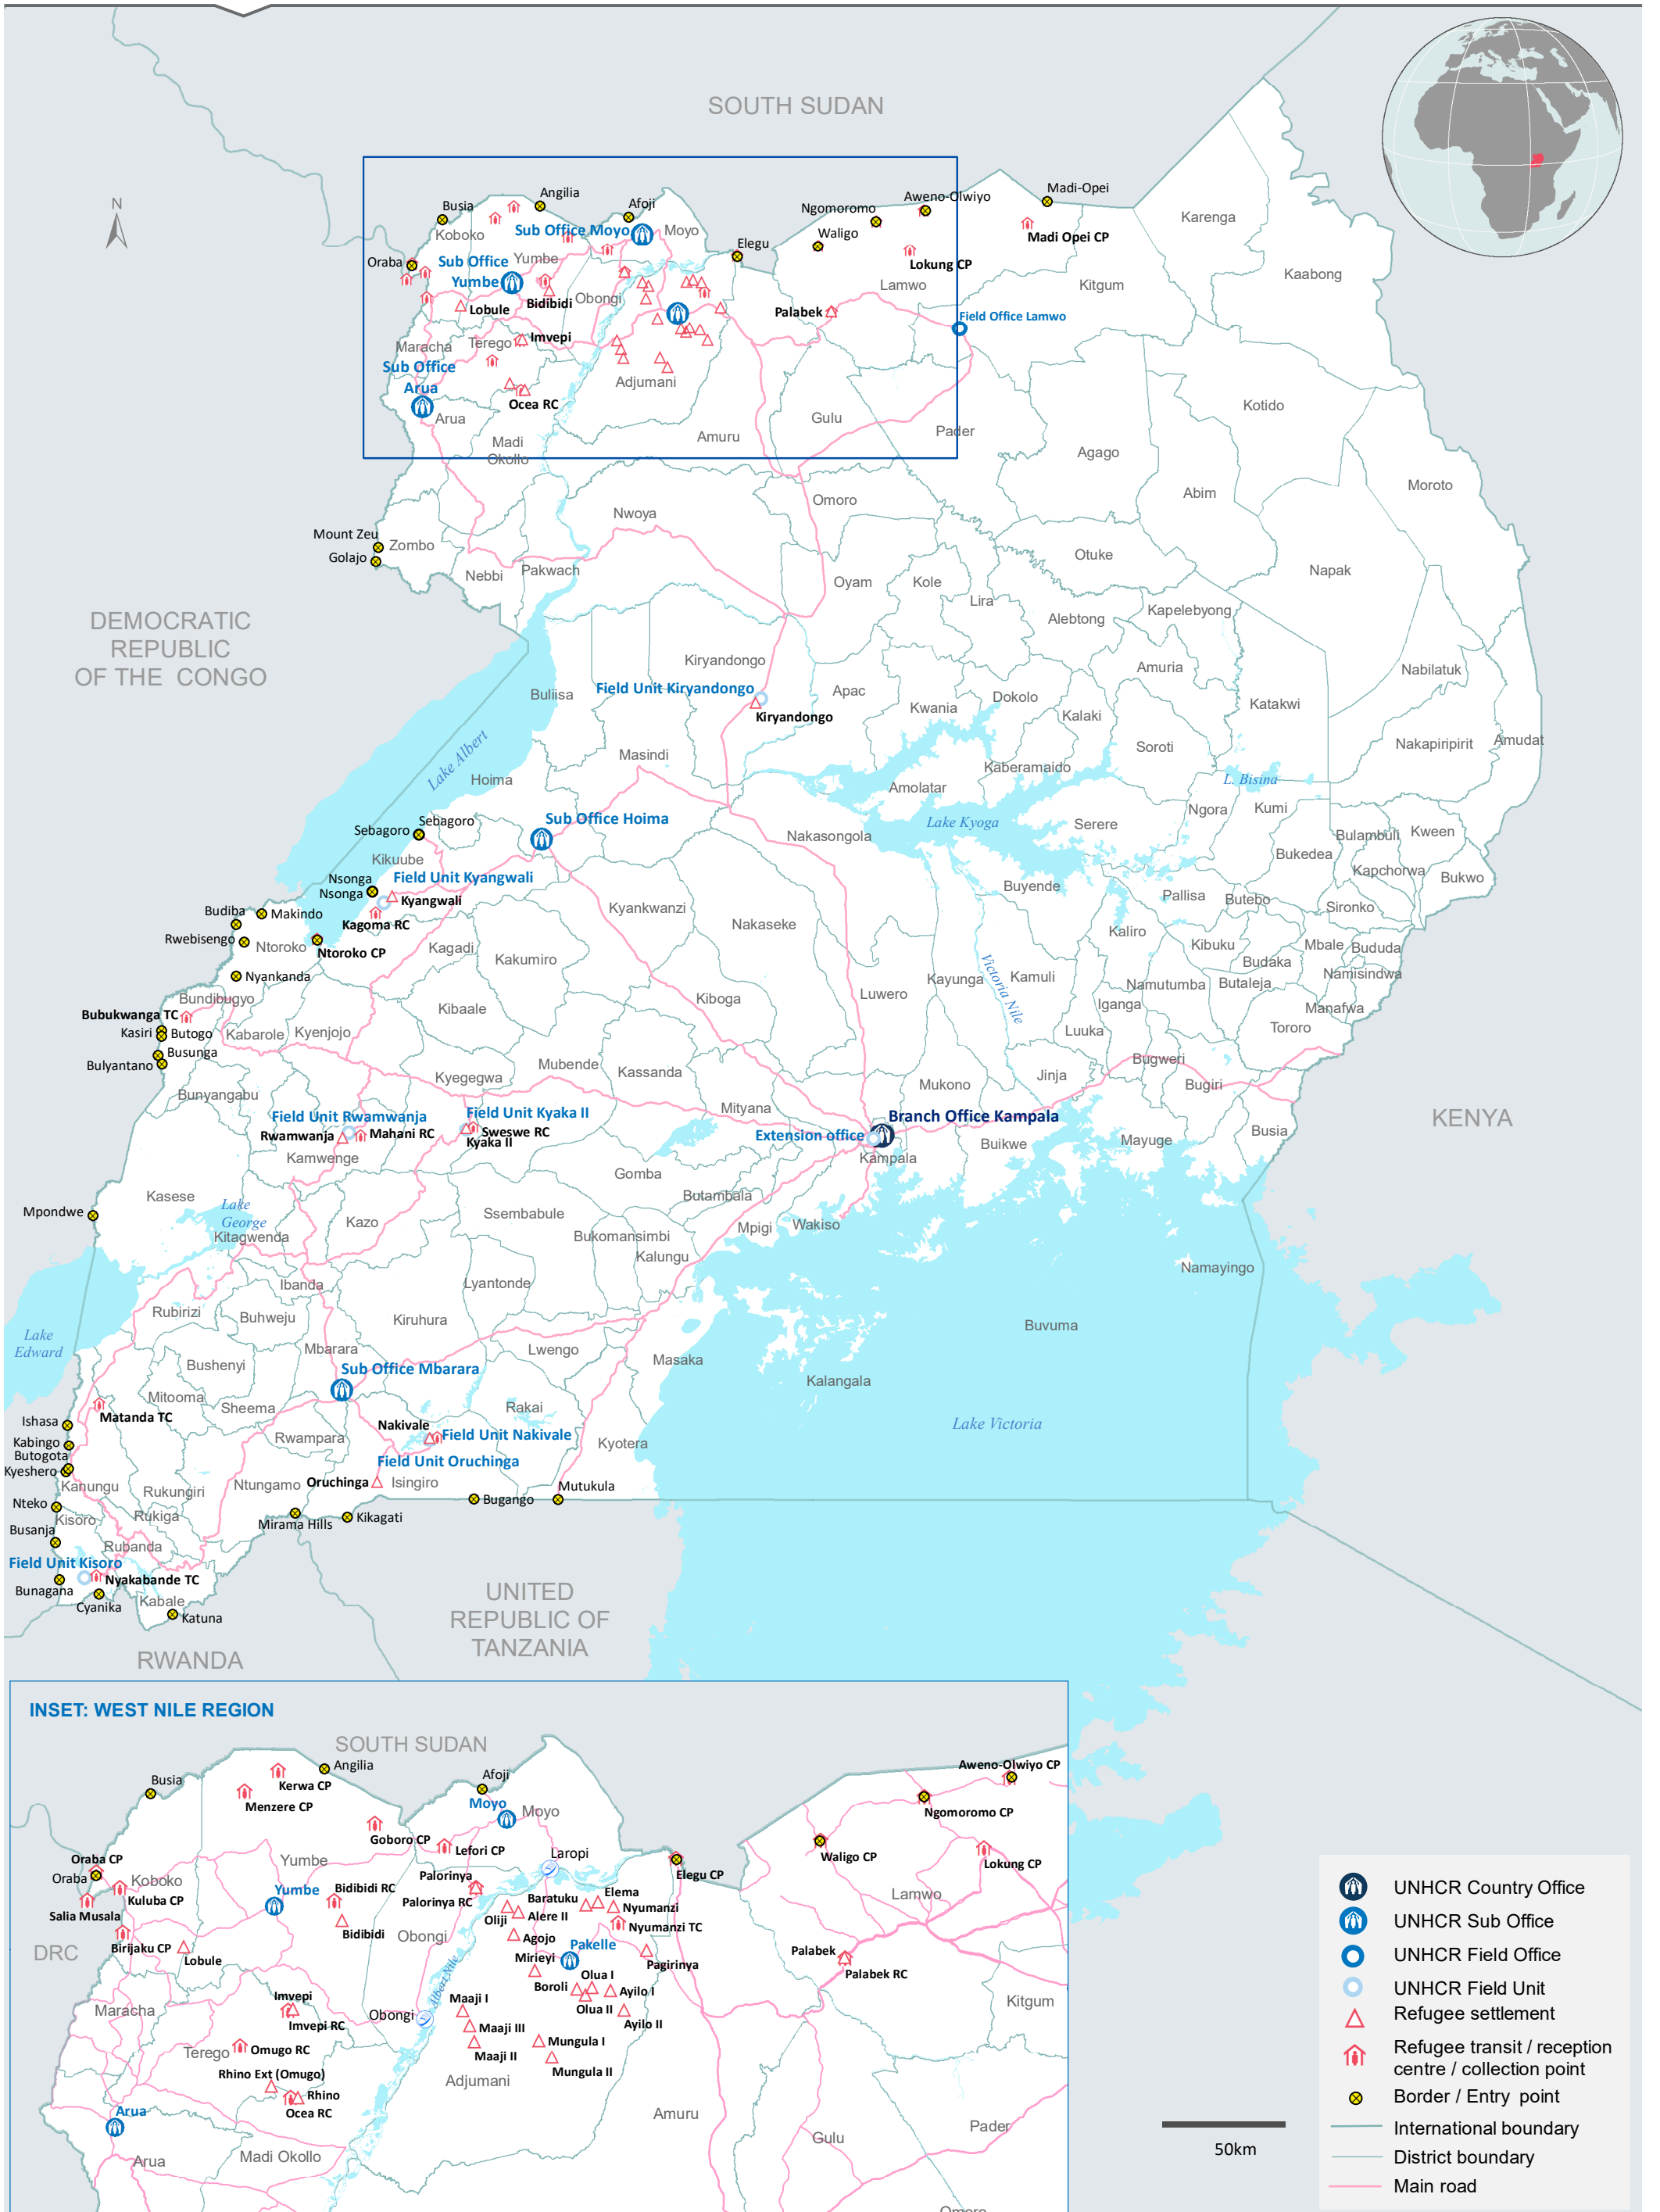 SOUTH SUDAN
N
Busia
Angilia
Afoji
Madi-Opei
Aweno-Olwiyo
Ngomoromo
Waligo
Karenga
Koboko
Sub Office Moyo
Moyo
Elegu
Madi Opei CP
Oraba
Sub Office
Yumbe
Yumbe
Lokung CP
Kaabong
Lamwo
Kitgum
Bidibidi
Obongi
Lobule
Palabek
Field Office Lamwo
Maracha
Terego
Imvepi
Sub Office
Arua
Adjumani
Ocea RC
Arua
Kotido
Gulu
Pader
Madi
Okollo
Amuru
Agago
Moroto
Abim
Omoro
Nwoya
Mount Zeu
Zombo
Golajo
Otuke
Nebbi
Pakwach
Napak
Oyam
Kole
Lira
Kapelebyong
Alebtong
DEMOCRATIC
REPUBLIC
OF THE CONGO
Kiryandongo
Amuria
Nabilatuk
Field Unit Kiryandongo
Buliisa
Apac
Dokolo
Kwania
Kalaki
Katakwi
Kiryandongo
Masindi
Soroti
Nakapiripirit
Amudat
Lake Albert
Hoima
Kaberamaido
L. Bisina
Amolatar
Ngora
Kumi
Sub Office Hoima
Sebagoro
Sebagoro
Nakasongola
Lake Kyoga
Serere
Bulambuli
Kween
Kikuube
Bukedea
Kapchorwa
Bukwo
Nsonga
Field Unit Kyangwali
Nsonga
Kyangwali
Buyende
Pallisa
Butebo
Sironko
Budiba
Makindo
Kagoma RC
Kyankwanzi
Nakaseke
Rwebisengo
Ntoroko
Ntoroko CP
Kagadi
Kakumiro
Kaliro
Kibuku
Mbale
Bududa
Budaka
Namisindwa
Nyankanda
Kayunga
Victoria Nile
Kamuli
Namutumba
Butaleja
Bundibugyo
Kibaale
Kiboga
Luwero
Iganga
Manafwa
Bubukwanga TC
Kasiri
Butogo
Kabarole
Kyenjojo
Luuka
Tororo
Busunga
Bulyantano
Mubende
Kassanda
Bugweri
Kyegegwa
Mukono
Jinja
Bugiri
Bunyangabu
Mityana
Field Unit Rwamwanja
Field Unit Kyaka II
Branch Office Kampala
KENYA
Rwamwanja
Mahani RC
Sweswe RC
Kyaka II
Extension office
Buikwe
Mayuge
Busia
Kamwenge
Kampala
Gomba
Kasese
Butambala
Mpondwe
Lake
George
Kitagwenda
Kazo
Ssembabule
Mpigi
Wakiso
Bukomansimbi
Kalungu
Namayingo
Ibanda
Lyantonde
Rubirizi
Buhweju
Kiruhura
Buvuma
Lake
Edward
Mbarara
Lwengo
Masaka
Bushenyi
Sub Office Mbarara
Kalangala
Mitooma
Sheema
Rakai
Matanda TC
Ishasa
Nakivale
Field Unit Nakivale
Lake Victoria
Kabingo
Rwampara
Kyotera
Butogota
Kyeshero
Field Unit Oruchinga
Kanungu
Rukungiri
Ntungamo
Oruchinga
Isingiro
Mutukula
Bugango
Nteko
Kisoro
Rukiga
Mirama Hills
Kikagati
Busanja
Rubanda
Field Unit Kisoro
Nyakabande TC
Bunagana
Cyanika
Kabale
Katuna
UNITED
REPUBLIC OF
TANZANIA
RWANDA
INSET: WEST NILE REGION
SOUTH SUDAN
Busia
Kerwa CP
Angilia
Menzere CP
Afoji
Moyo
Moyo
Aweno-Olwiyo CP
Ngomoromo CP
Goboro CP
Lefori CP
Laropi
Waligo CP
Lokung CP
Oraba CP
Oraba
Koboko
Yumbe
Elegu CP
Kuluba CP
Yumbe
Bidibidi RC
Palorinya
Palorinya RC
Baratuku
Elema
Nyumanzi
Lamwo
Salia Musala
Oliji
Alere II
Nyumanzi TC
Bidibidi
Obongi
Agojo
Pakelle
DRC
Birijaku CP
Lobule
Mirieyi
Pagirinya
Palabek
Palabek RC
Albert Nile
Olua I
Boroli
Ayilo I
Olua II
Ayilo II
Imvepi
Imvepi RC
Maaji I
Obongi
Maracha
Maaji III
Kitgum
Terego
Omugo RC
Maaji II
Mungula I
Mungula II
Rhino Ext (Omugo)
Rhino
Ocea RC
Adjumani
Arua
Amuru
Gulu
Pader
Arua
Madi Okollo
50km
UNHCR Country Office
UNHCR Sub Office
UNHCR Field Office
UNHCR Field Unit
Refugee settlement
Refugee transit / reception
centre / collection point
Border / Entry point
International boundary
District boundary
Main road